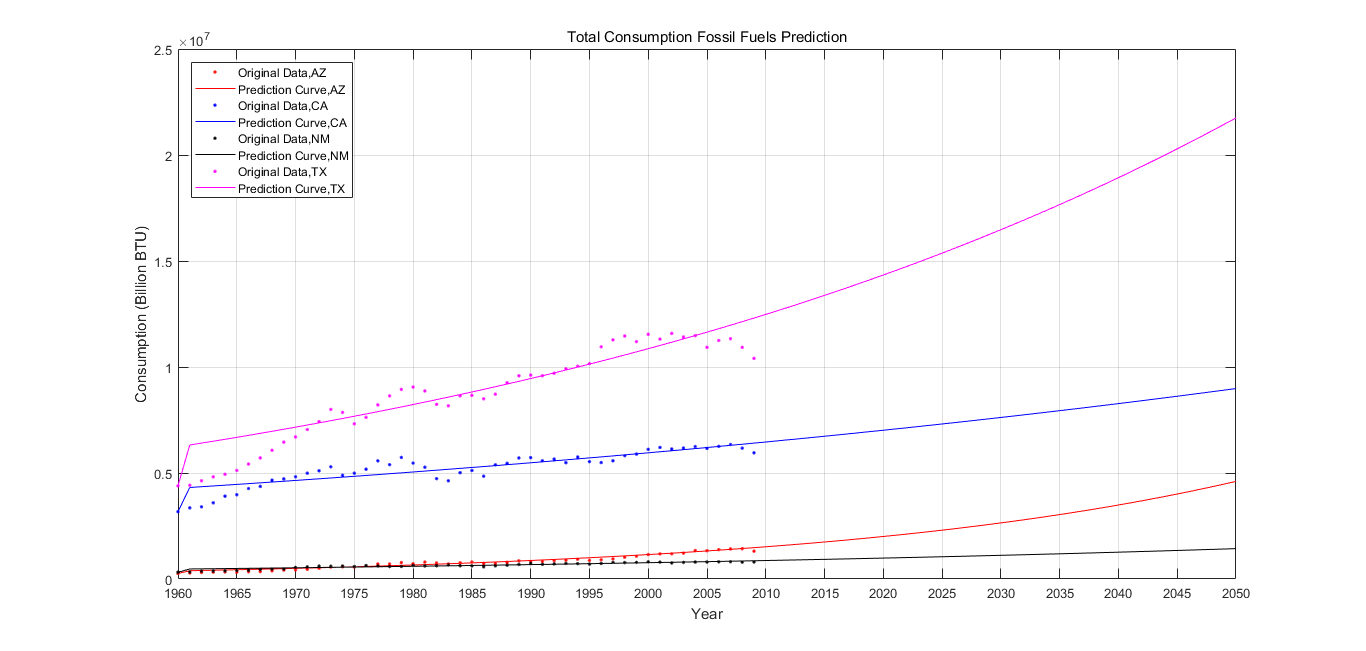 Total Consumption Fossil Fuels Prediction
×10^7
2.5
2
1.5
1
0.5
0
Consumption (Billion BTU)
Original Data,AZ
Prediction Curve,AZ
Original Data,CA
Prediction Curve,CA
Original Data,NM
Prediction Curve,NM
Original Data,TX
Prediction Curve,TX
1960 1965 1970 1975 1980 1985 1990 1995 2000 2005 2010 2015 2020 2025 2030 2035 2040 2045 2050
Year